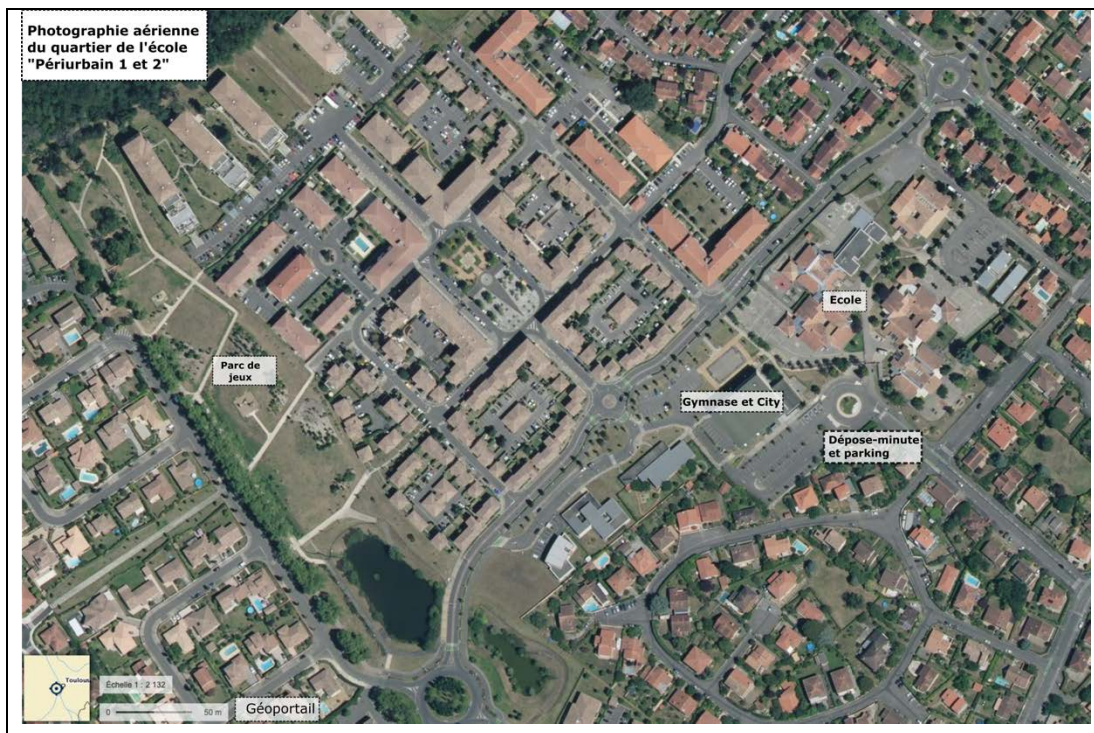 Photographie aérienne
du quartier de l'école
"Périurbain 1 et 2"
Ecole
Parc de
jeux
Gymnase et City
Dépose-minute
et parking
Toulous
Échelle 1 : 2 132
0 50 m
Géoportail